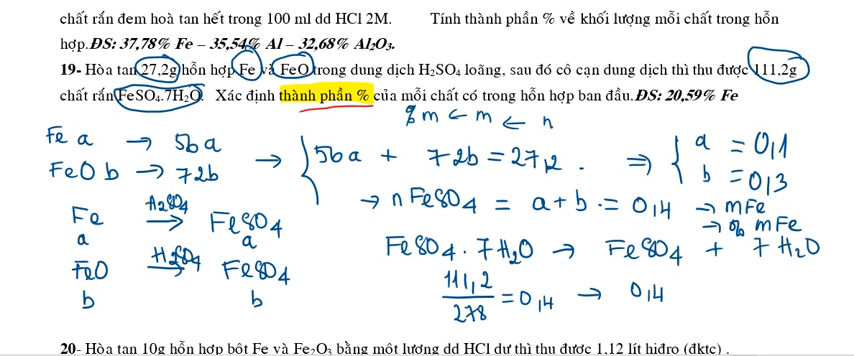 chất rắn đem hoà tan hết trong 100 ml dd HCl 2M. Tính thành phần % về khối lượng mỗi chất trong hỗn
hợp.ĐS: 37,78% Fe – 35,54% Al – 32,68% Al₂O₃.
19- Hòa tan 27,2g hỗn hợp Fe và FeO trong dung dịch H₂SO₄ loãng, sau đó cô cạn dung dịch thì thu được 111,2g
chất rắn FeSO₄.7H₂O. Xác định thành phần % của mỗi chất có trong hỗn hợp ban đầu.ĐS: 20,59% Fe
%m ← m ← n
Fe a → 56a
FeO b → 72b
→ { 56a + 72b = 27,2 . ⇒ { a = 0,1
b = 0,3
→ nFeSO4 = a + b = 0,4 → mFe
→ % mFe
Fe H2SO4 → FeSO4
a a
FeO H2SO4 → FeSO4
b b
FeSO4 . 7H2O → FeSO4 + 7H2O
111,2 / 278 = 0,4 → 0,4
20- Hòa tan 10g hỗn hợp bột Fe và Fe₂O₃ bằng một lượng dd HCl dư thì thu được 1,12 lít hiđro (đktc) .